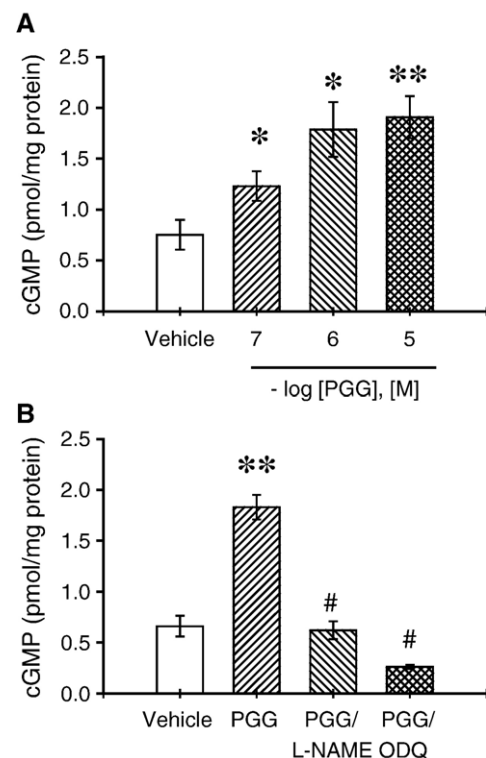 A
cGMP (pmol/mg protein)
2.5
2.0
1.5
1.0
0.5
0.0
*
*
**
Vehicle 7 6 5
- log [PGG], [M]
B
cGMP (pmol/mg protein)
2.5
2.0
1.5
1.0
0.5
0.0
**
#
#
Vehicle PGG PGG/ PGG/
L-NAME ODQ